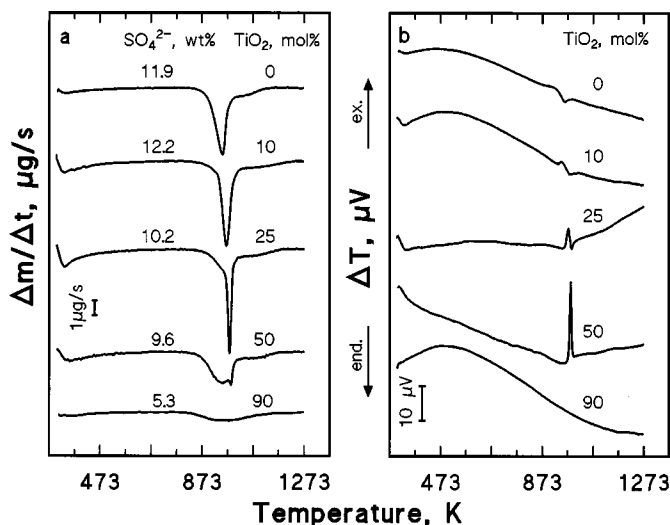 a
SO₄²⁻, wt% TiO₂, mol%
11.9 0
12.2 10
10.2 25
9.6 50
5.3 90
1µg/s
Δm/Δt, µg/s
473 873 1273
b
TiO₂, mol%
0
10
25
50
90
ex.
end.
10 µV
ΔT, µV
473 873 1273
Temperature, K